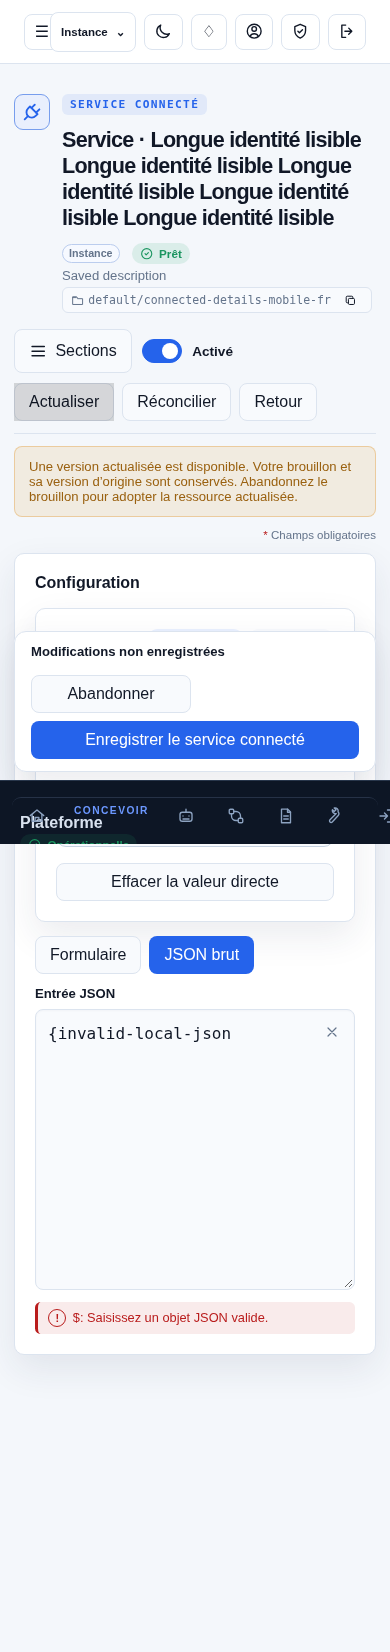 Instance
SERVICE CONNECTÉ
Service · Longue identité lisible
Longue identité lisible Longue
identité lisible Longue identité
lisible Longue identité lisible
Instance
Prêt
Saved description
default/connected-details-mobile-fr
Sections
Activé
Actualiser
Réconcilier
Retour
Une version actualisée est disponible. Votre brouillon et
sa version d'origine sont conservés. Abandonnez le
brouillon pour adopter la ressource actualisée.
* Champs obligatoires
Configuration
Modifications non enregistrées
Abandonner
Enregistrer le service connecté
CONCEVOIR
Plateforme
Opérationnelle
Effacer la valeur directe
Formulaire
JSON brut
Entrée JSON
{invalid-local-json
$: Saisissez un objet JSON valide.